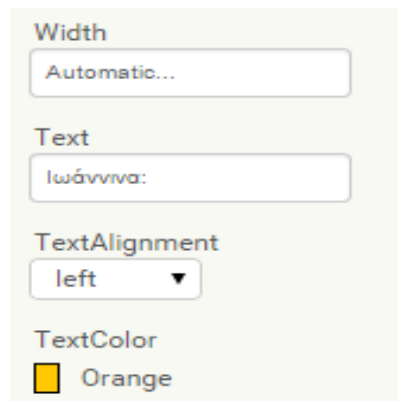 Width
Automatic...
Text
Ιωάννινα:
TextAlignment
left
TextColor
Orange